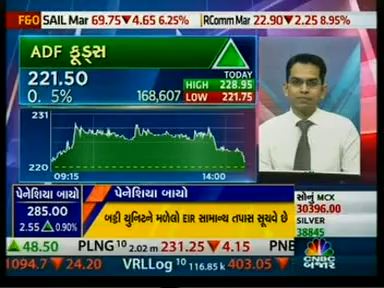 F&O SAIL Mar 69.75 ▼ 4.65 6.25% RComm Mar 22.90 ▼ 2.25 8.95%
ADF ફૂડ્સ
221.50
0. 5% 168,607
TODAY
HIGH 228.95
LOW 221.75
231
220
09:15 14:00
પેનેશિયા બાયો
285.00
2.55 ▲ 0.90%
પેનેશિયા બાયો
બદ્દી યુનિટને મળેલો EIR સામાન્ય તપાસ સૂચવે છે
સોનું MCX
30396.00
SILVER
38845
▲ 48.50 PLNG 10 2.02 m 231.25 ▼ 4.15 PNB
1094.7 ▼ 24.20 VRLLog 10 116.85 k 403.05 ▼
CNBC
બજાર